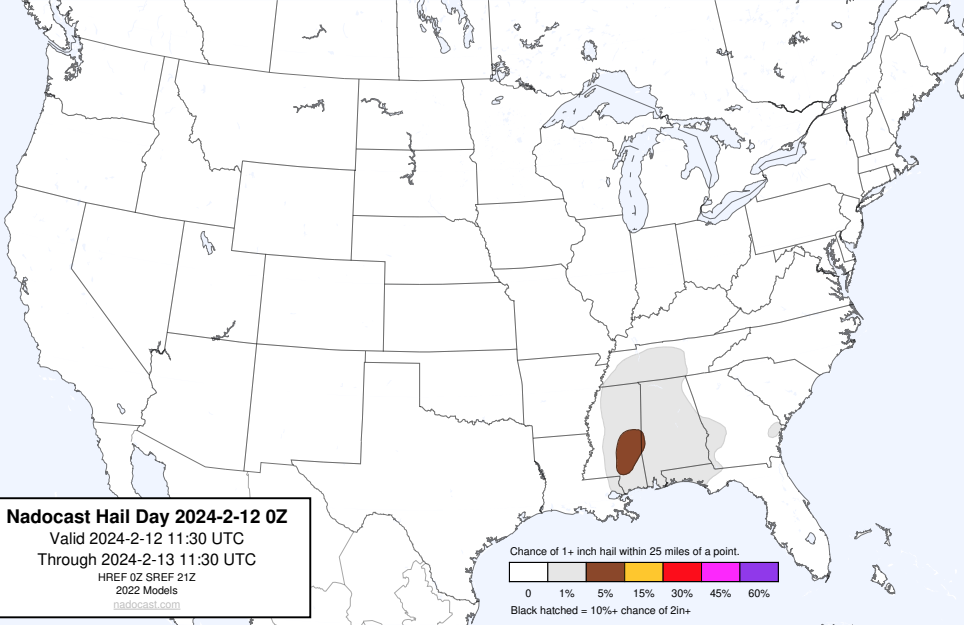 Nadocast Hail Day 2024-2-12 0Z
Valid 2024-2-12 11:30 UTC
Through 2024-2-13 11:30 UTC
HREF 0Z SREF 21Z
2022 Models
nadocast.com
Chance of 1+ inch hail within 25 miles of a point.
0 1% 5% 15% 30% 45% 60%
Black hatched = 10%+ chance of 2in+